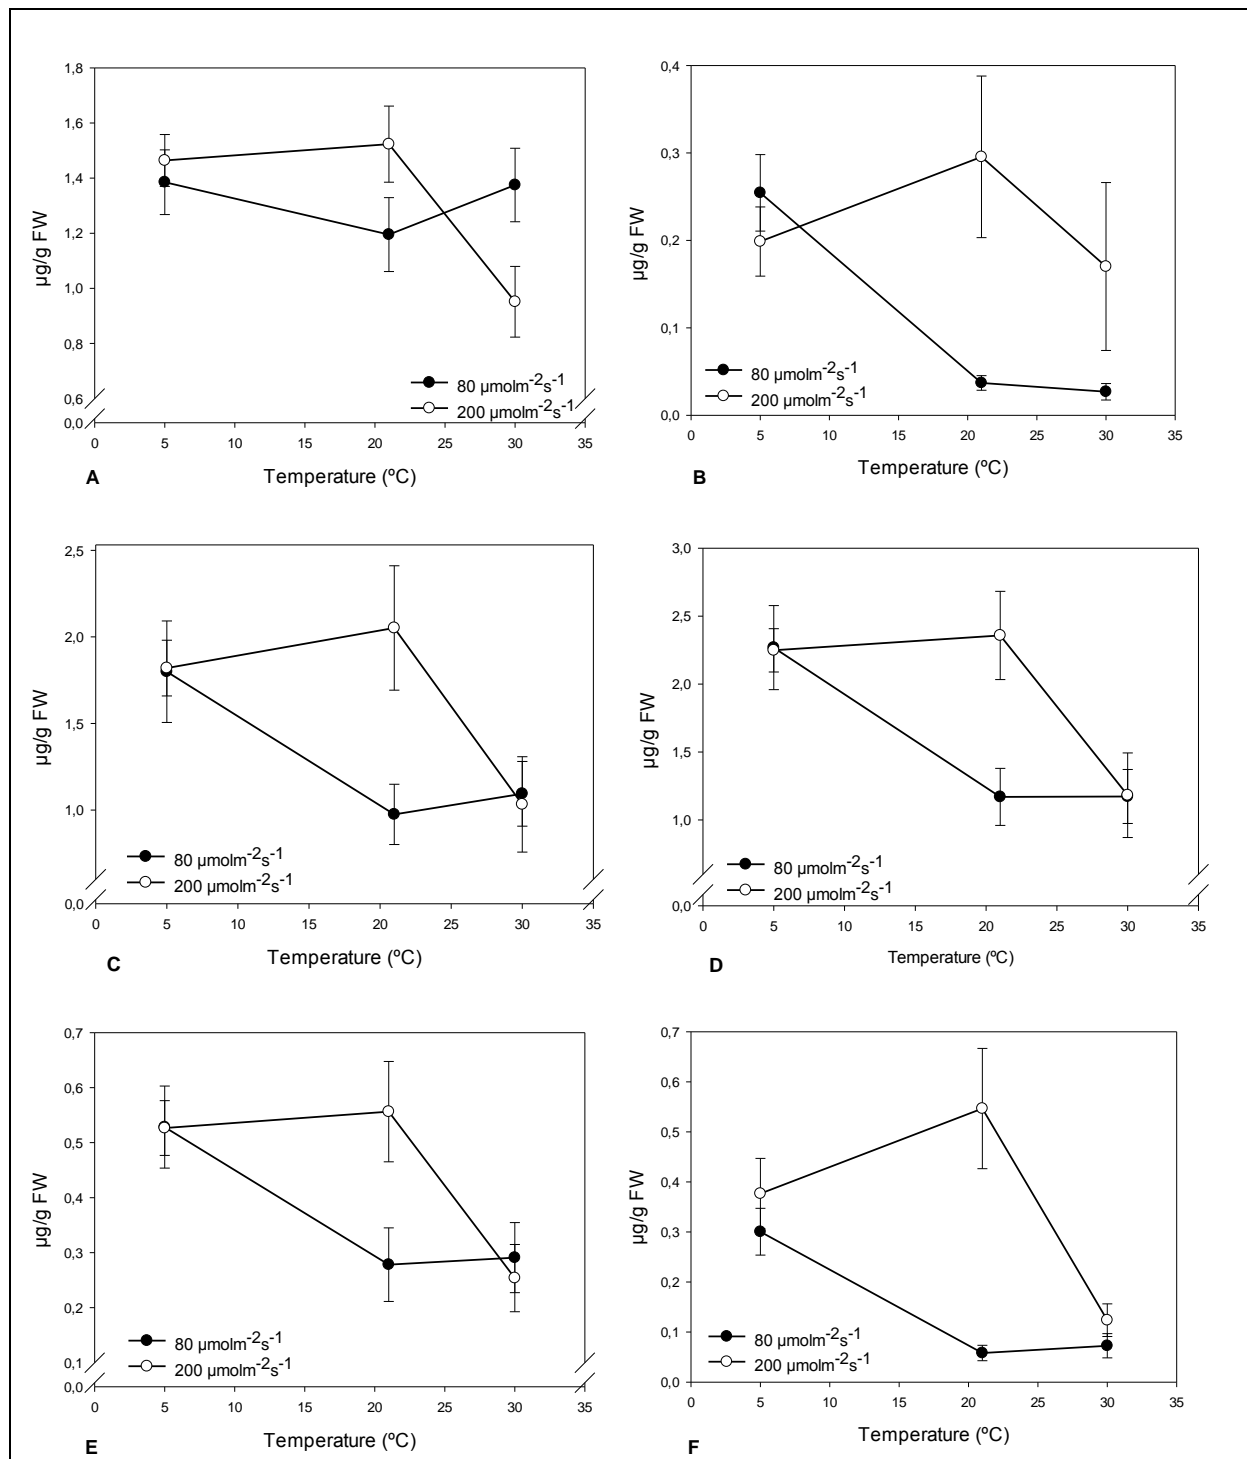 1,8
1,6
1,4
1,2
1,0
0,8
0,6
0,0
µg/g FW
80 µmolm-2s-1
200 µmolm-2s-1
0 5 10 15 20 25 30 35
Temperature (ºC)
A
0,4
0,3
0,2
0,1
0,0
µg/g FW
80 µmolm-2s-1
200 µmolm-2s-1
0 5 10 15 20 25 30 35
Temperature (ºC)
B
2,5
2,0
1,5
1,0
0,0
µg/g FW
80 µmolm-2s-1
200 µmolm-2s-1
0 5 10 15 20 25 30 35
Temperature (ºC)
C
3,0
2,5
2,0
1,5
1,0
0,0
µg/g FW
80 µmolm-2s-1
200 µmolm-2s-1
0 5 10 15 20 25 30 35
Temperature (ºC)
D
0,7
0,6
0,5
0,4
0,3
0,2
0,1
0,0
µg/g FW
80 µmolm-2s-1
200 µmolm-2s-1
0 5 10 15 20 25 30 35
Temperature (ºC)
E
0,7
0,6
0,5
0,4
0,3
0,2
0,1
0,0
µg/g FW
80 µmolm-2s-1
200 µmolm-2s-1
0 5 10 15 20 25 30 35
Temperature (ºC)
F